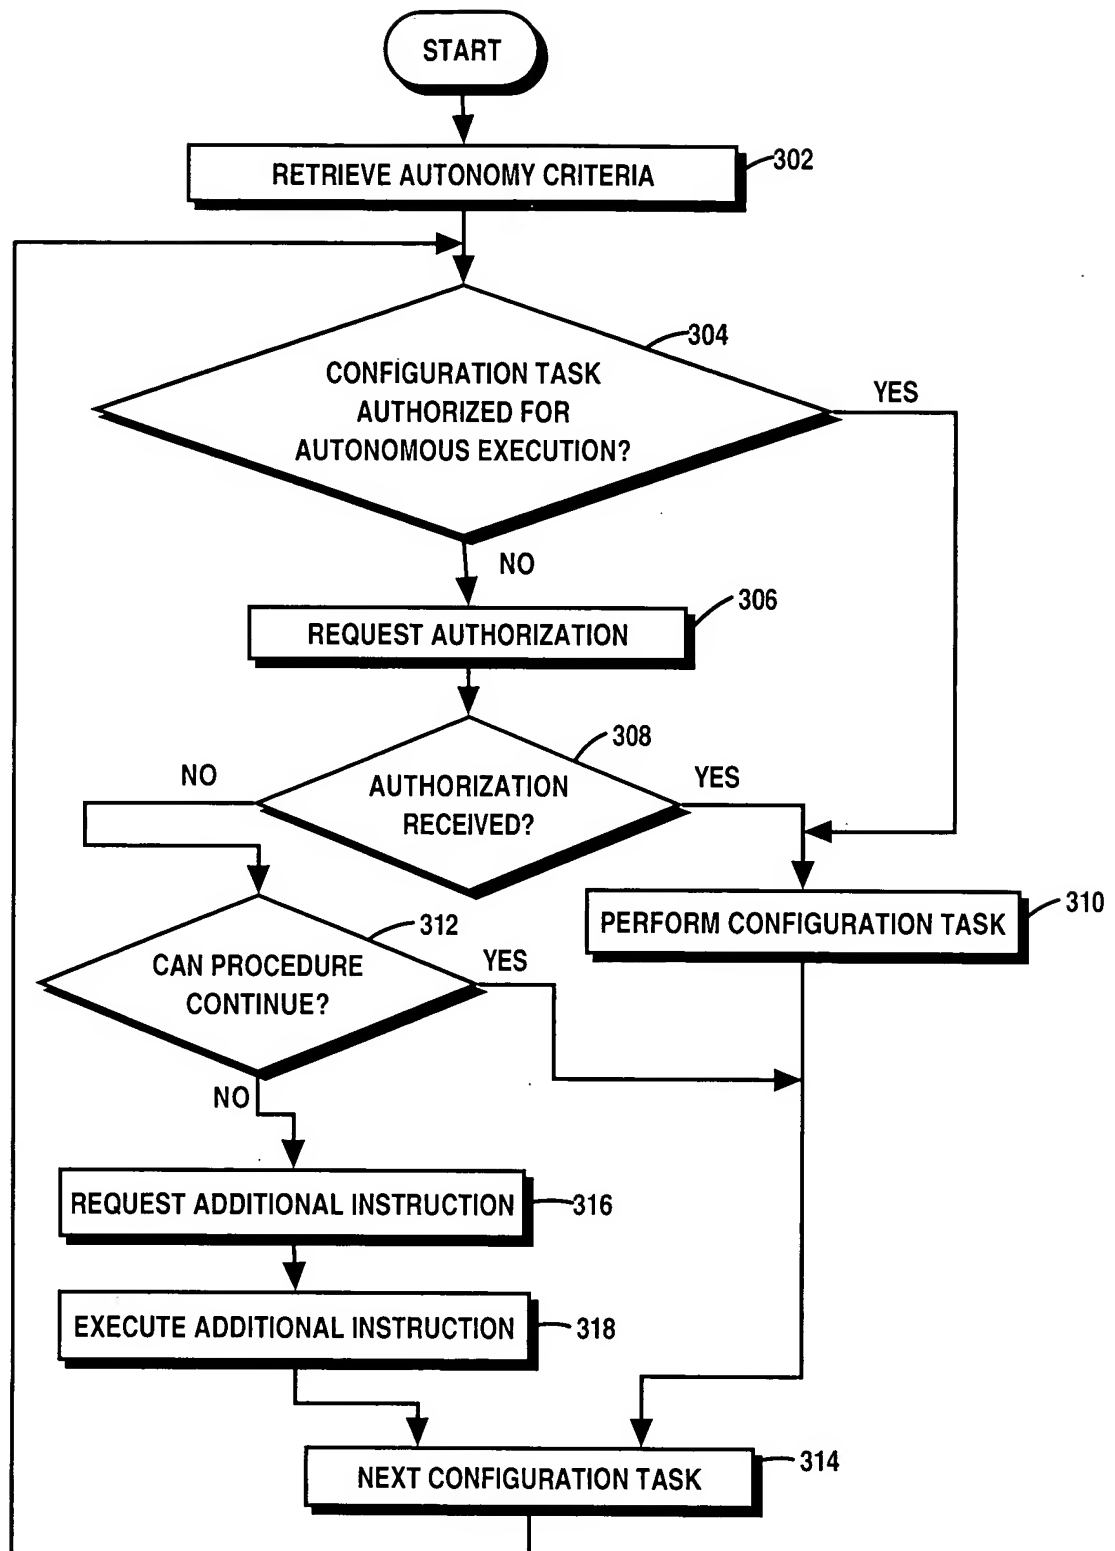 START
RETRIEVE AUTONOMY CRITERIA
302
304
CONFIGURATION TASK
AUTHORIZED FOR
AUTONOMOUS EXECUTION?
YES
NO
306
REQUEST AUTHORIZATION
308
NO
AUTHORIZATION
RECEIVED?
YES
310
PERFORM CONFIGURATION TASK
312
CAN PROCEDURE
CONTINUE?
YES
NO
REQUEST ADDITIONAL INSTRUCTION
316
EXECUTE ADDITIONAL INSTRUCTION
318
NEXT CONFIGURATION TASK
314